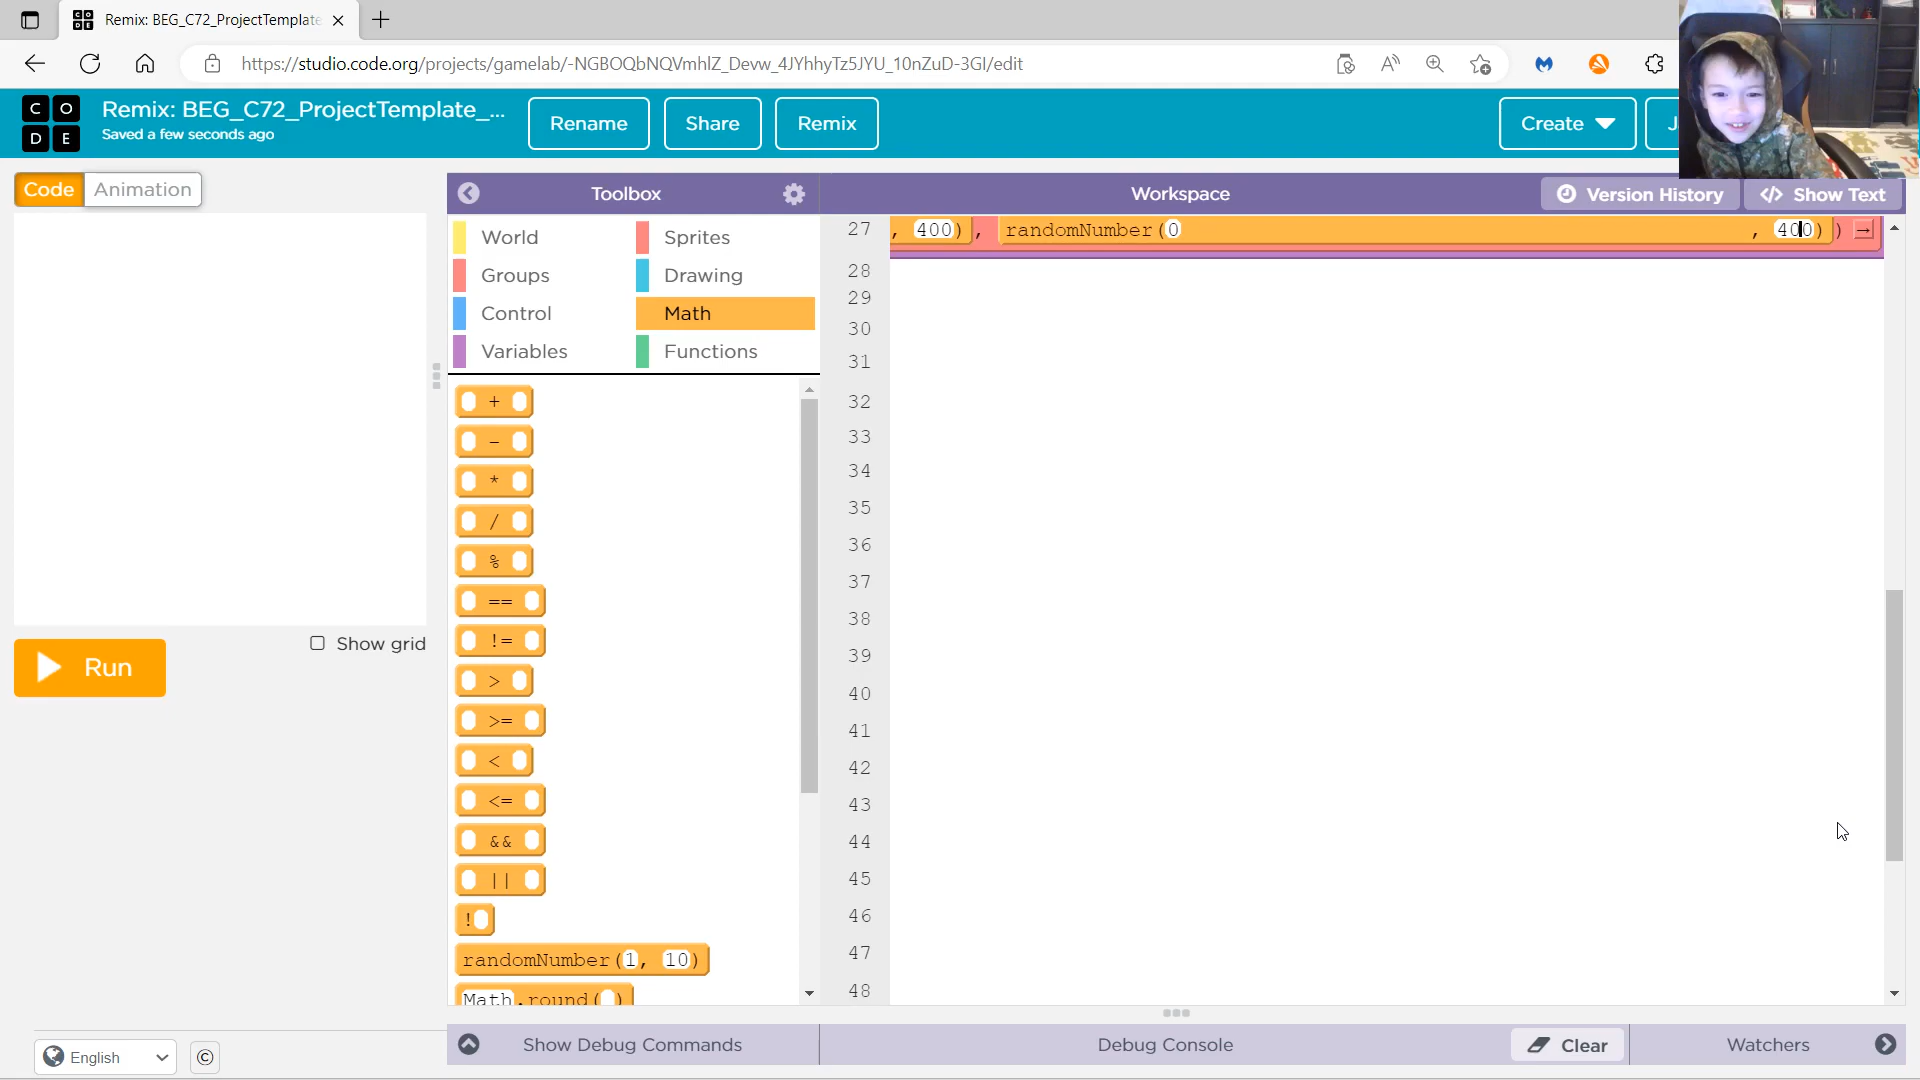 Remix: BEG_C72_ProjectTemplate
https://studio.code.org/projects/gamelab/-NGBOQbNQVmhlZ_Devw_4JYhhyTz5JYU_10nZuD-3GI/edit
CODE
Remix: BEG_C72_ProjectTemplate_...
Saved a few seconds ago
Rename
Share
Remix
Create
Code
Animation
Toolbox
Workspace
Version History
</> Show Text
World
Sprites
Groups
Drawing
Control
Math
Variables
Functions
+
-
*
/
%
==
!=
>
>=
<
<=
&&
||
!
randomNumber(1, 10)
Math.round( )
27 , 400), randomNumber(0 , 400))
28
29
30
31
32
33
34
35
36
37
38
39
40
41
42
43
44
45
46
47
48
Show grid
Run
English
©
Show Debug Commands
Debug Console
Clear
Watchers